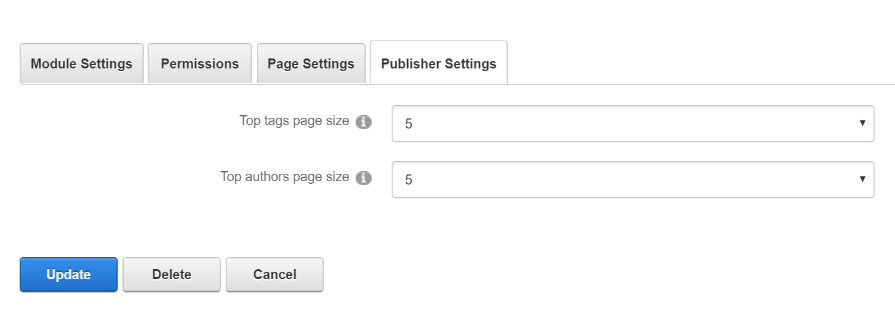 Module Settings Permissions Page Settings Publisher Settings
Top tags page size 5
Top authors page size 5
Update Delete Cancel